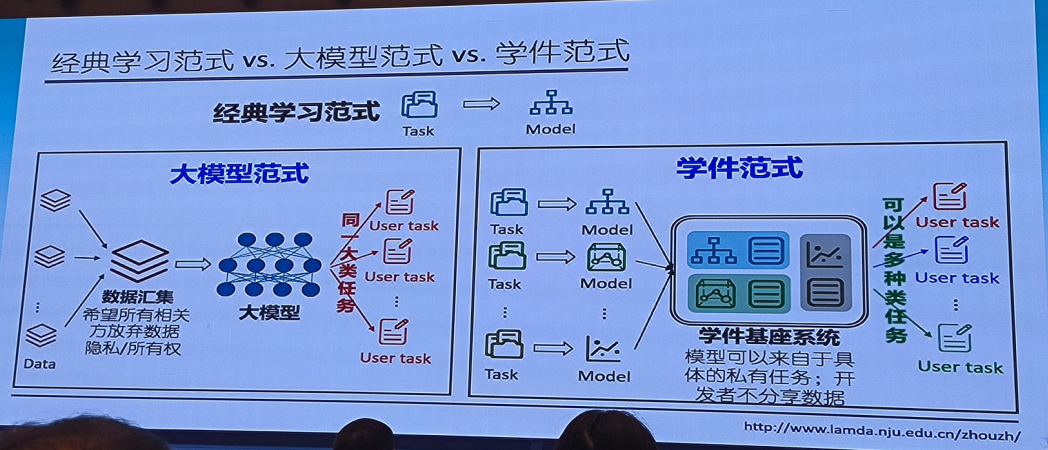 经典学习范式 vs. 大模型范式 vs. 学件范式
经典学习范式
Task
Model
大模型范式
同一大类任务
User task
User task
User task
数据汇集
希望所有相关
方放弃数据
隐私/所有权
大模型
Data
学件范式
Task
Model
Task
Model
Task
Model
学件基座系统
模型可以来自于具
体的私有任务；开
发者不分享数据
可以是多种类任务
User task
User task
User task
http://www.lamda.nju.edu.cn/zhouzh/